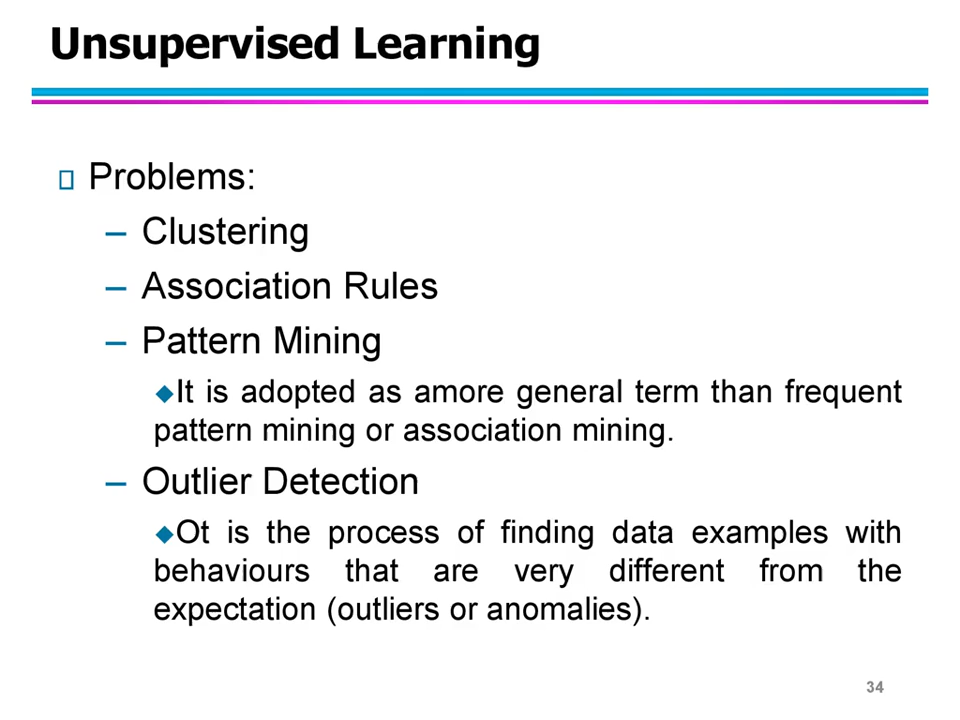 Unsupervised Learning
Problems:
– Clustering
– Association Rules
– Pattern Mining
◆It is adopted as amore general term than frequent
pattern mining or association mining.
– Outlier Detection
◆Ot is the process of finding data examples with
behaviours that are very different from the
expectation (outliers or anomalies).
34